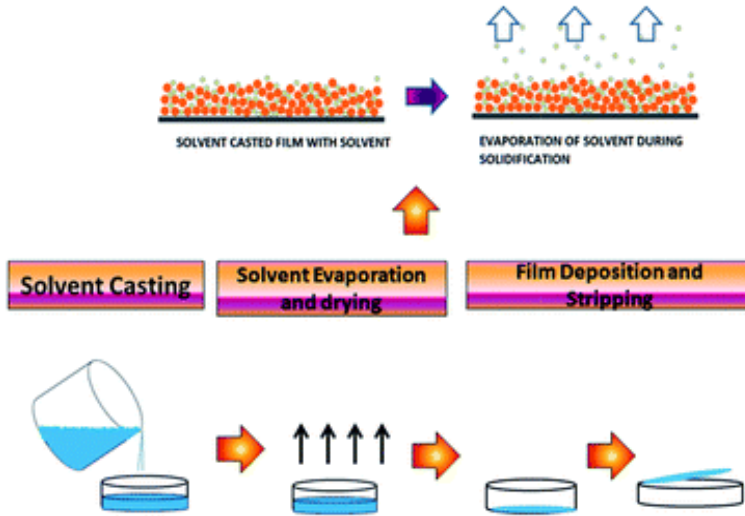 SOLVENT CASTED FILM WITH SOLVENT
EVAPORATION OF SOLVENT DURING
SOLIDIFICATION
Solvent Casting
Solvent Evaporation
and drying
Film Deposition and
Stripping